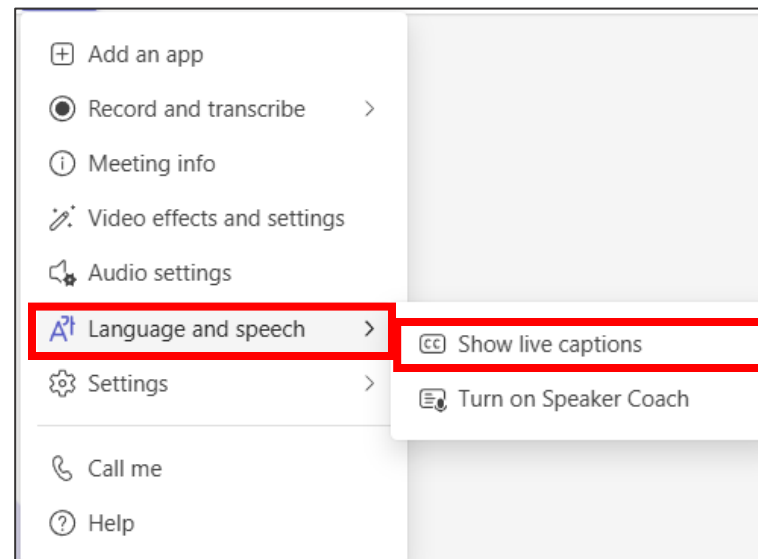 Add an app
Record and transcribe
Meeting info
Video effects and settings
Audio settings
Language and speech
Settings
Call me
Help
CC Show live captions
Turn on Speaker Coach